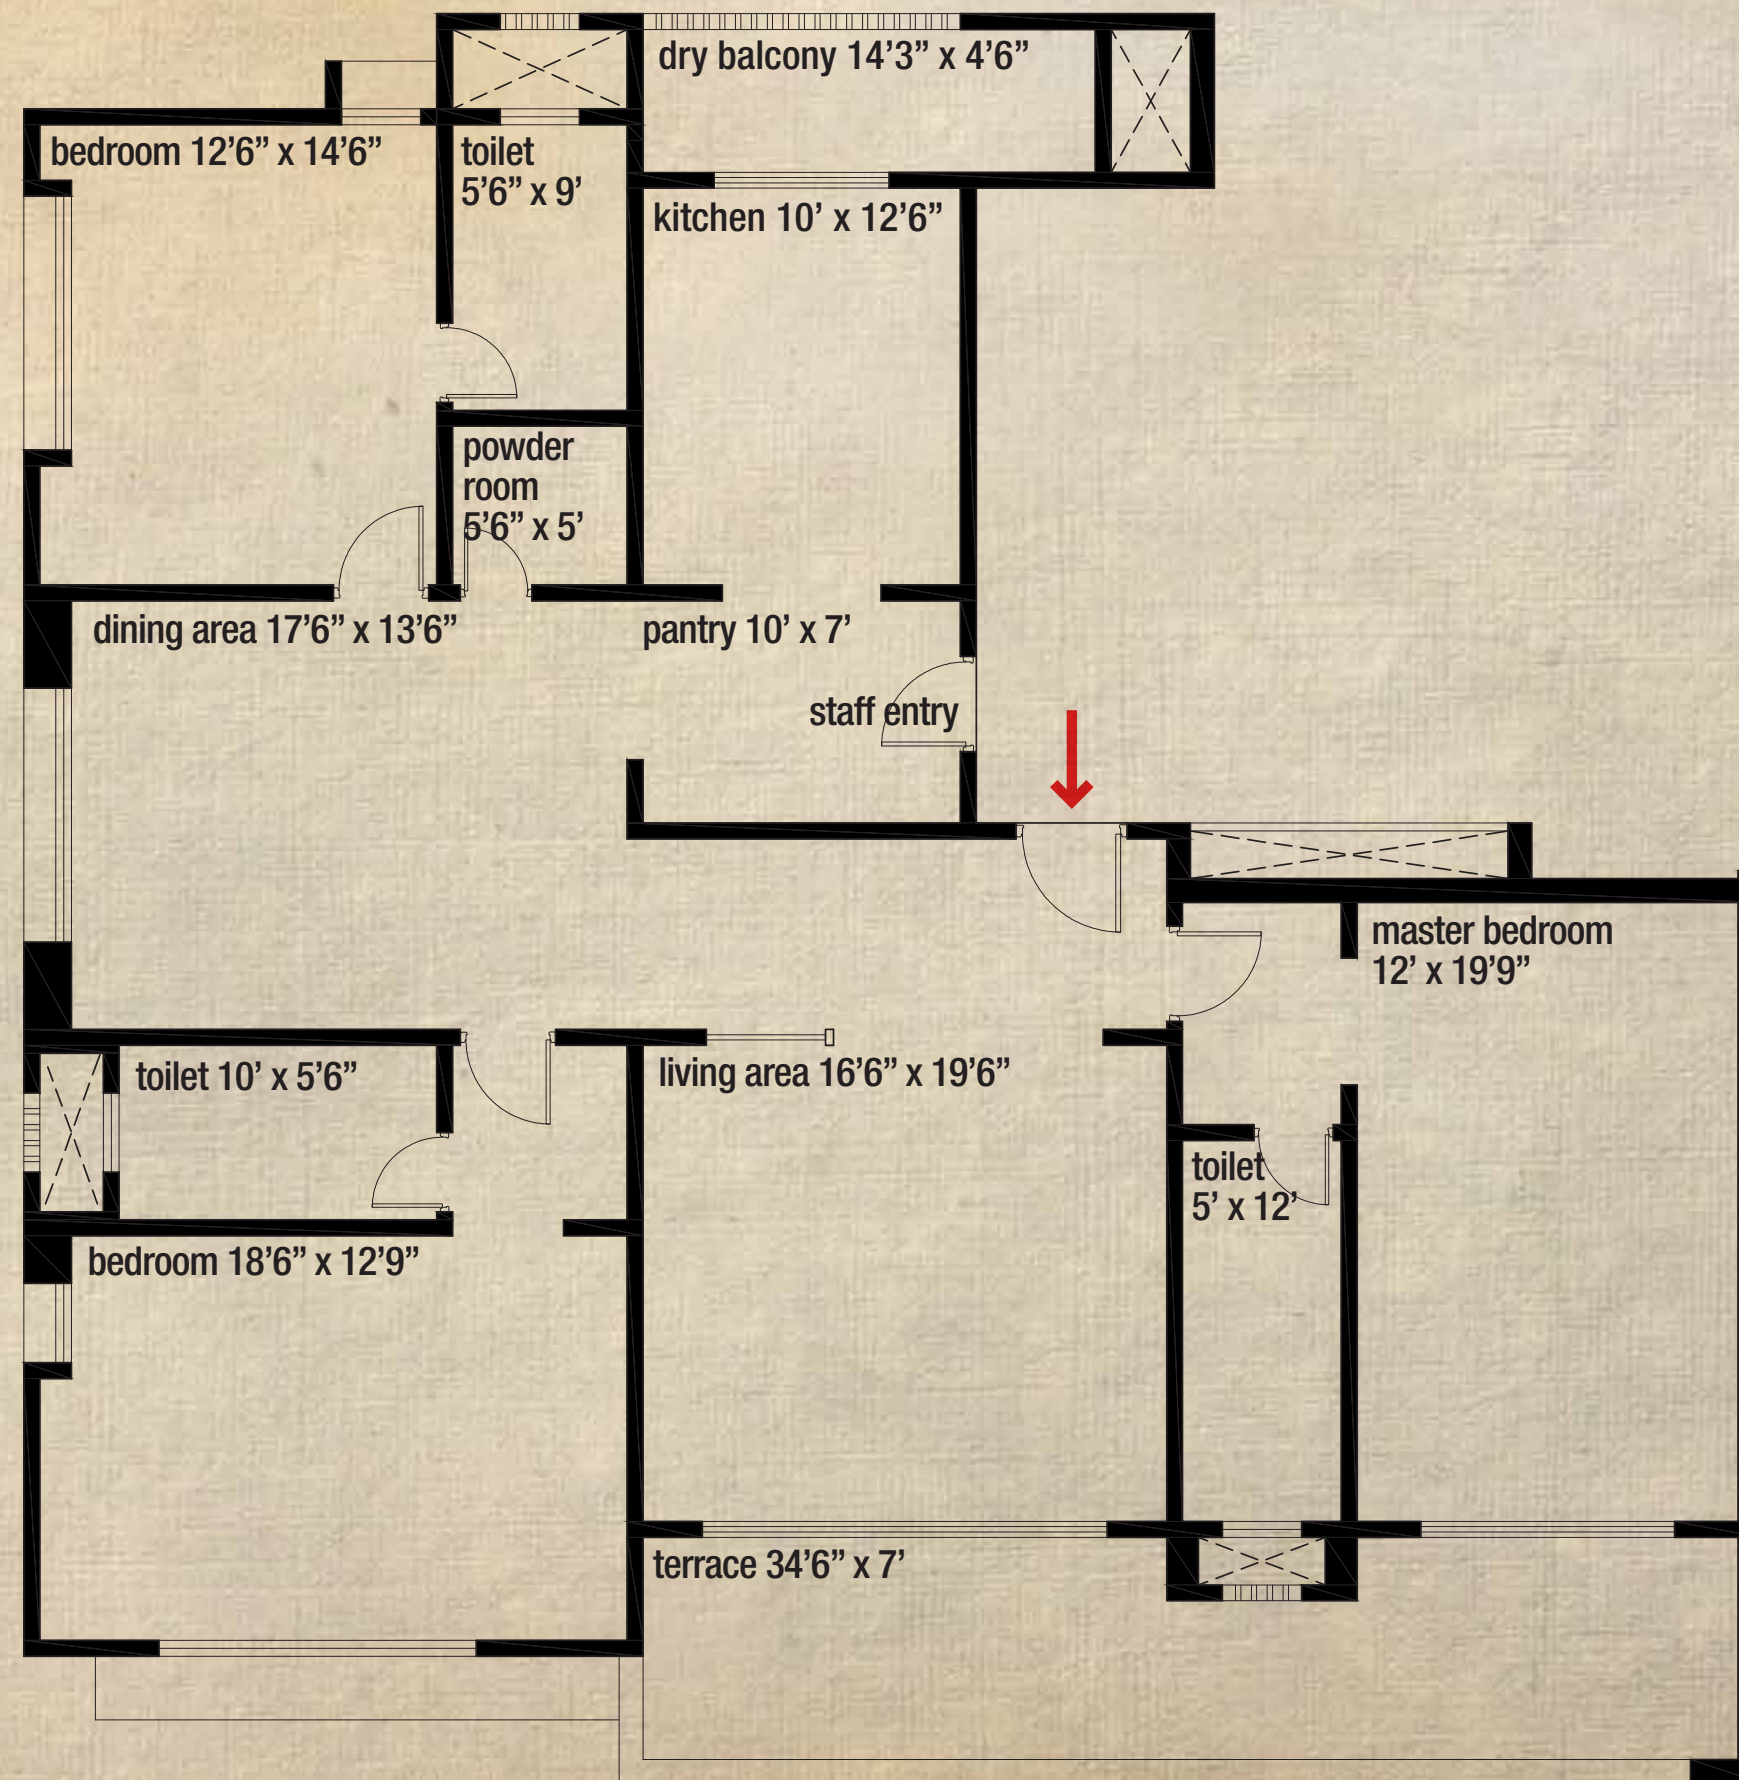 dry balcony 14’3” x 4’6”
bedroom 12’6” x 14’6”
toilet
5’6” x 9’
kitchen 10’ x 12’6”
powder
room
5’6” x 5’
dining area 17’6” x 13’6”
pantry 10’ x 7’
staff entry
master bedroom
12’ x 19’9”
toilet 10’ x 5’6”
living area 16’6” x 19’6”
toilet
5’ x 12’
bedroom 18’6” x 12’9”
terrace 34’6” x 7’